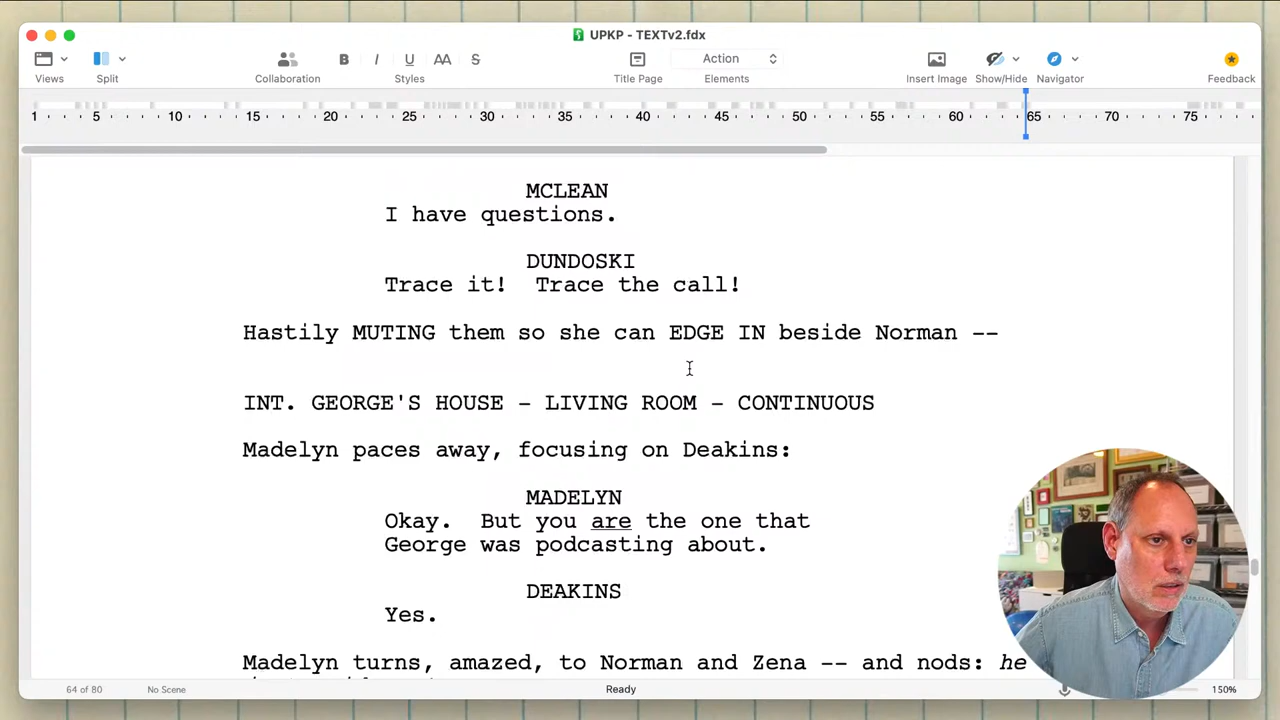 UPKP - TEXTv2.fdx
Views
Split
Collaboration
B I U AA S
Styles
Title Page
Action
Elements
Insert Image
Show/Hide
Navigator
Feedback
1 5 10 15 20 25 30 35 40 45 50 55 60 65 70 75
MCLEAN
I have questions.
DUNDOSKI
Trace it!  Trace the call!
Hastily MUTING them so she can EDGE IN beside Norman --
INT. GEORGE'S HOUSE – LIVING ROOM – CONTINUOUS
Madelyn paces away, focusing on Deakins:
MADELYN
Okay.  But you are the one that
George was podcasting about.
DEAKINS
Yes.
Madelyn turns, amazed, to Norman and Zena -- and nods: he
64 of 80
No Scene
Ready
150%